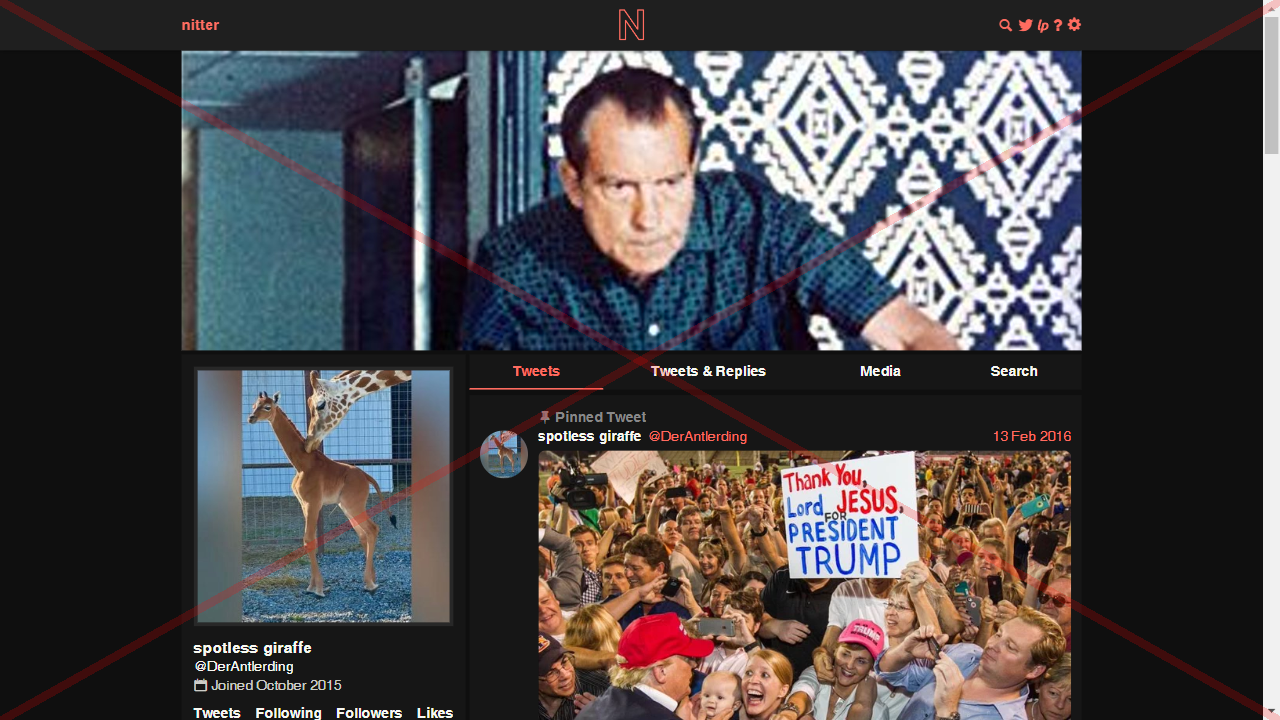 nitter
N
lp ?
Tweets Tweets & Replies Media Search
Pinned Tweet
spotless giraffe @DerAntlerding 13 Feb 2016
Thank You,
Lord JESUS,
FOR
PRESIDENT
TRUMP
TRUMP
spotless giraffe
@DerAntlerding
Joined October 2015
Tweets Following Followers Likes